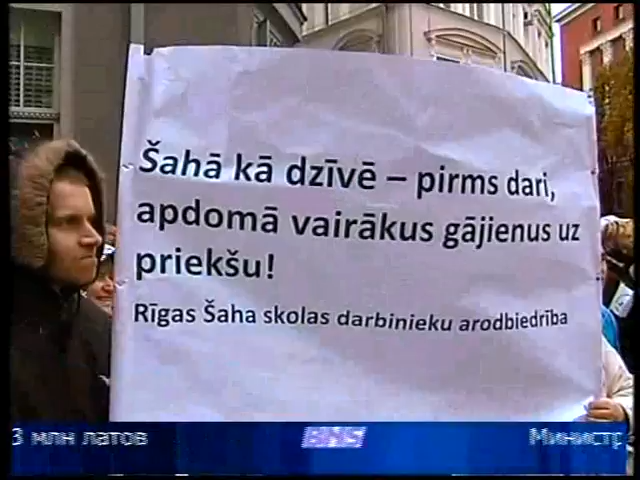 Šahā kā dzīvē – pirms dari,
apdomā vairākus gājienus uz
priekšu!
Rīgas Šaha skolas darbinieku arodbiedrība
3 млн латов BNS Министр